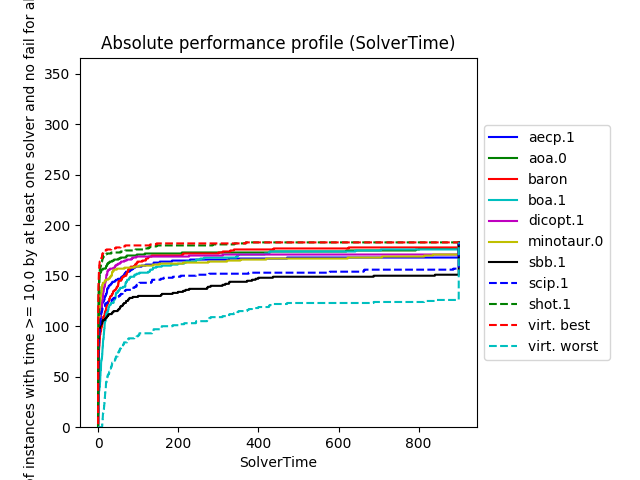 Absolute performance profile (SolverTime)
of instances with time >= 10.0 by at least one solver and no fail for
350
300
250
200
150
100
50
0
0 200 400 600 800
SolverTime
aecp.1
aoa.0
baron
boa.1
dicopt.1
minotaur.0
sbb.1
scip.1
shot.1
virt. best
virt. worst